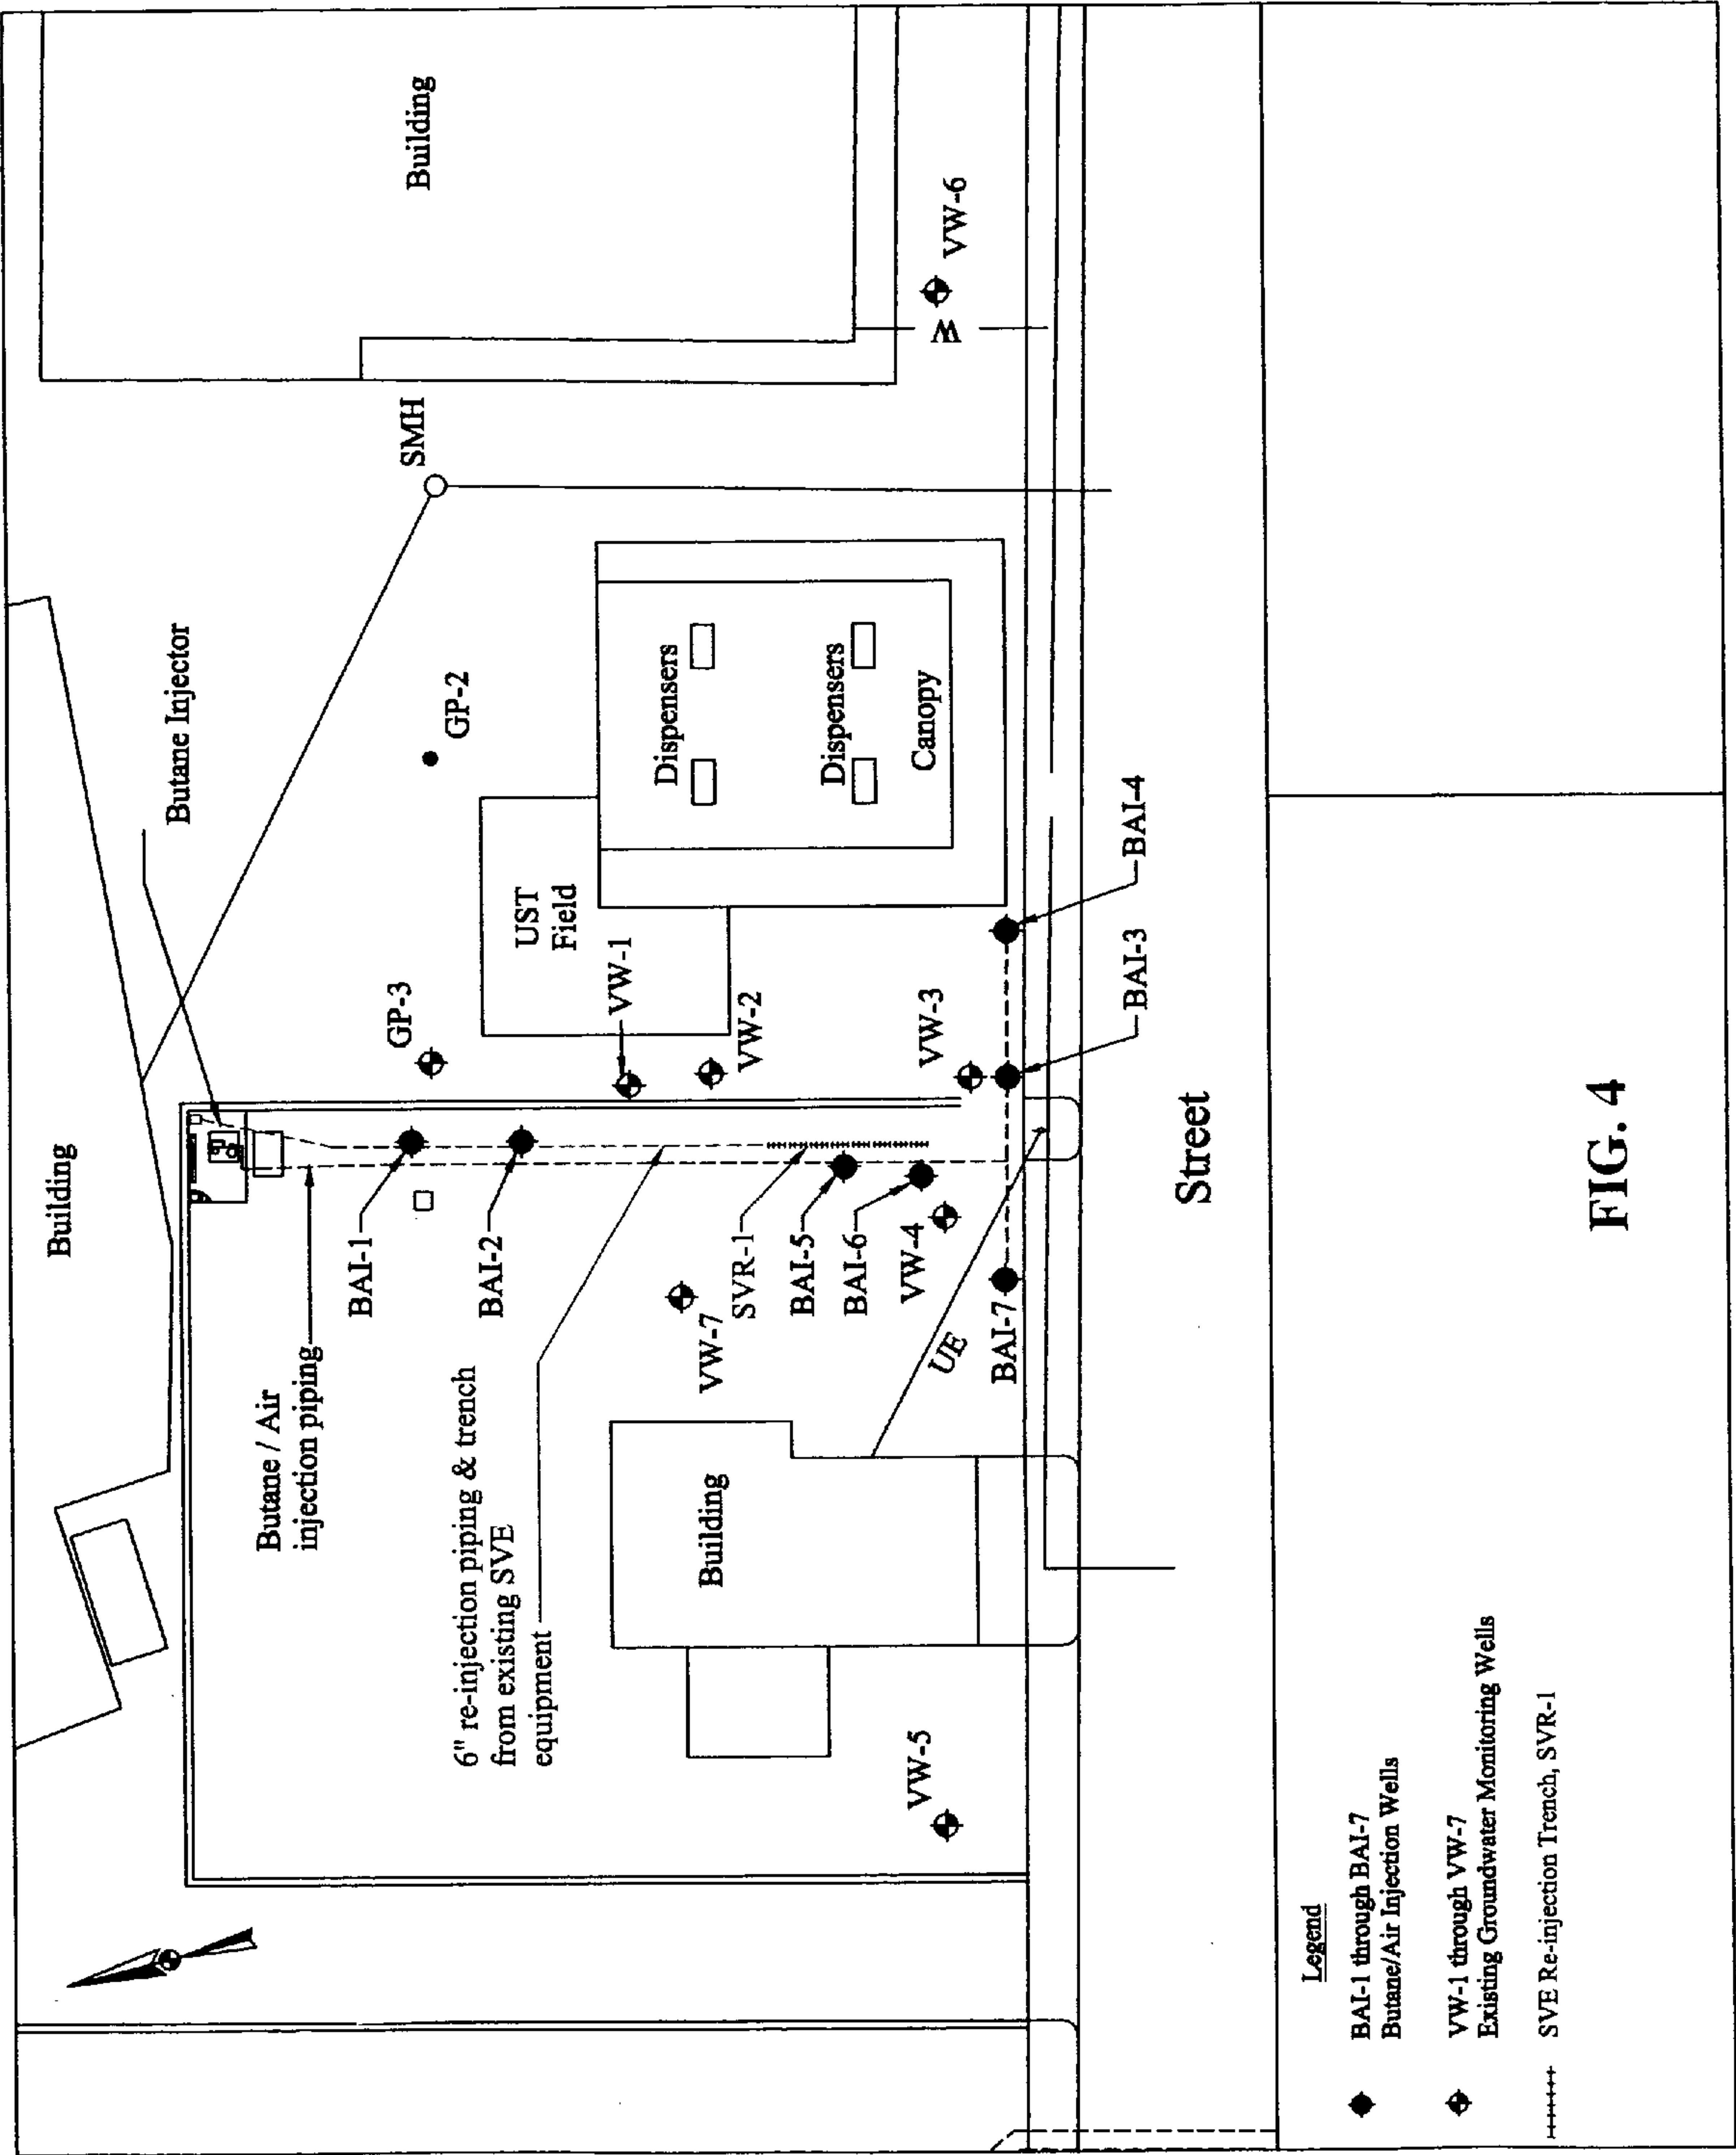 Building
Building
Butane Injector
SMH
GP-2
GP-3
Butane / Air
injection piping
BAI-1
BAI-2
6" re-injection piping & trench
from existing SVE
equipment
UST
Field
VW-1
VW-2
Dispensers
Dispensers
Canopy
VW-7
SVR-1
BAI-5
BAI-6
VW-4
VW-3
VW-6
W
Building
VW-5
UE
BAI-7
BAI-3
BAI-4
Street
Legend
BAI-1 through BAI-7
Butane/Air Injection Wells
VW-1 through VW-7
Existing Groundwater Monitoring Wells
SVE Re-injection Trench, SVR-1
FIG. 4